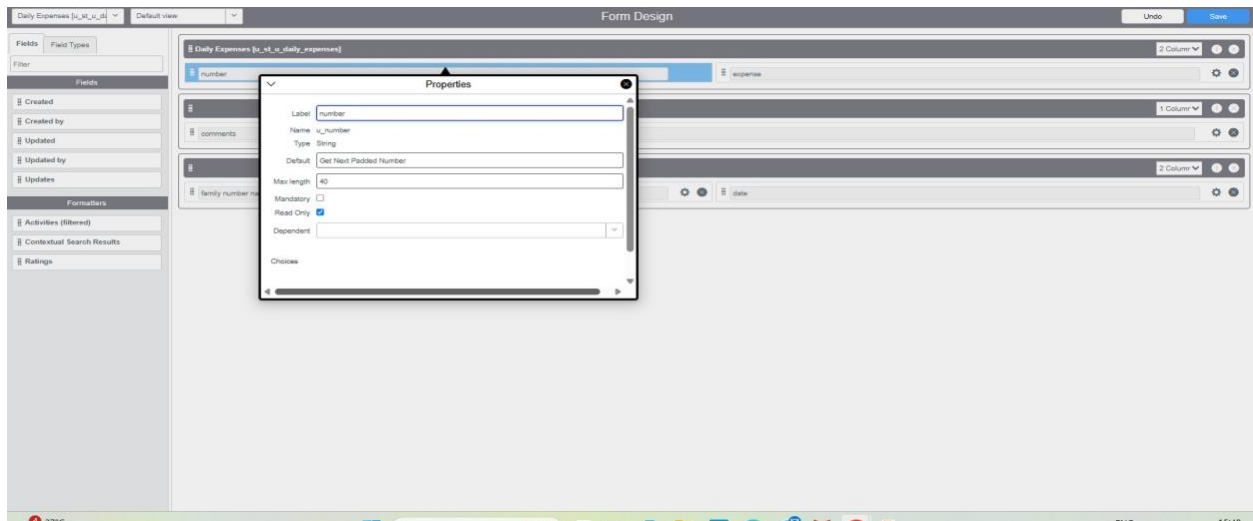 Daily Expenses [u_st_u_da
Default view
Form Design
Undo
Save
Fields
Field Types
Filter
Fields
Created
Created by
Updated
Updated by
Updates
Formatters
Activities (filtered)
Contextual Search Results
Ratings
Daily Expenses [u_st_u_daily_expenses]
2 Column
number
expense
1 Column
comments
2 Column
family number na
date
Properties
Label number
Name u_number
Type String
Default Get Next Padded Number
Max length 40
Mandatory
Read Only
Dependent
Choices